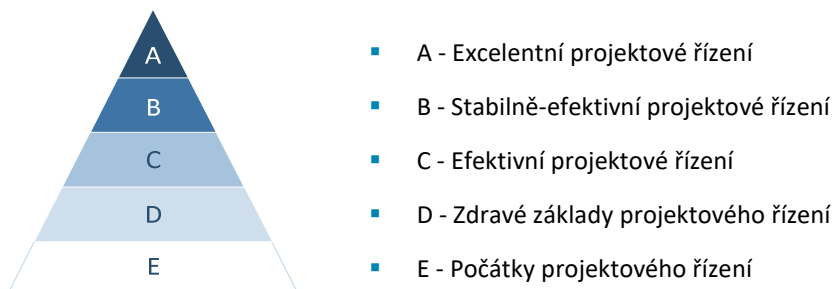 A
B
C
D
E
A - Excelentní projektové řízení
B - Stabilně-efektivní projektové řízení
C - Efektivní projektové řízení
D - Zdravé základy projektového řízení
E - Počátky projektového řízení